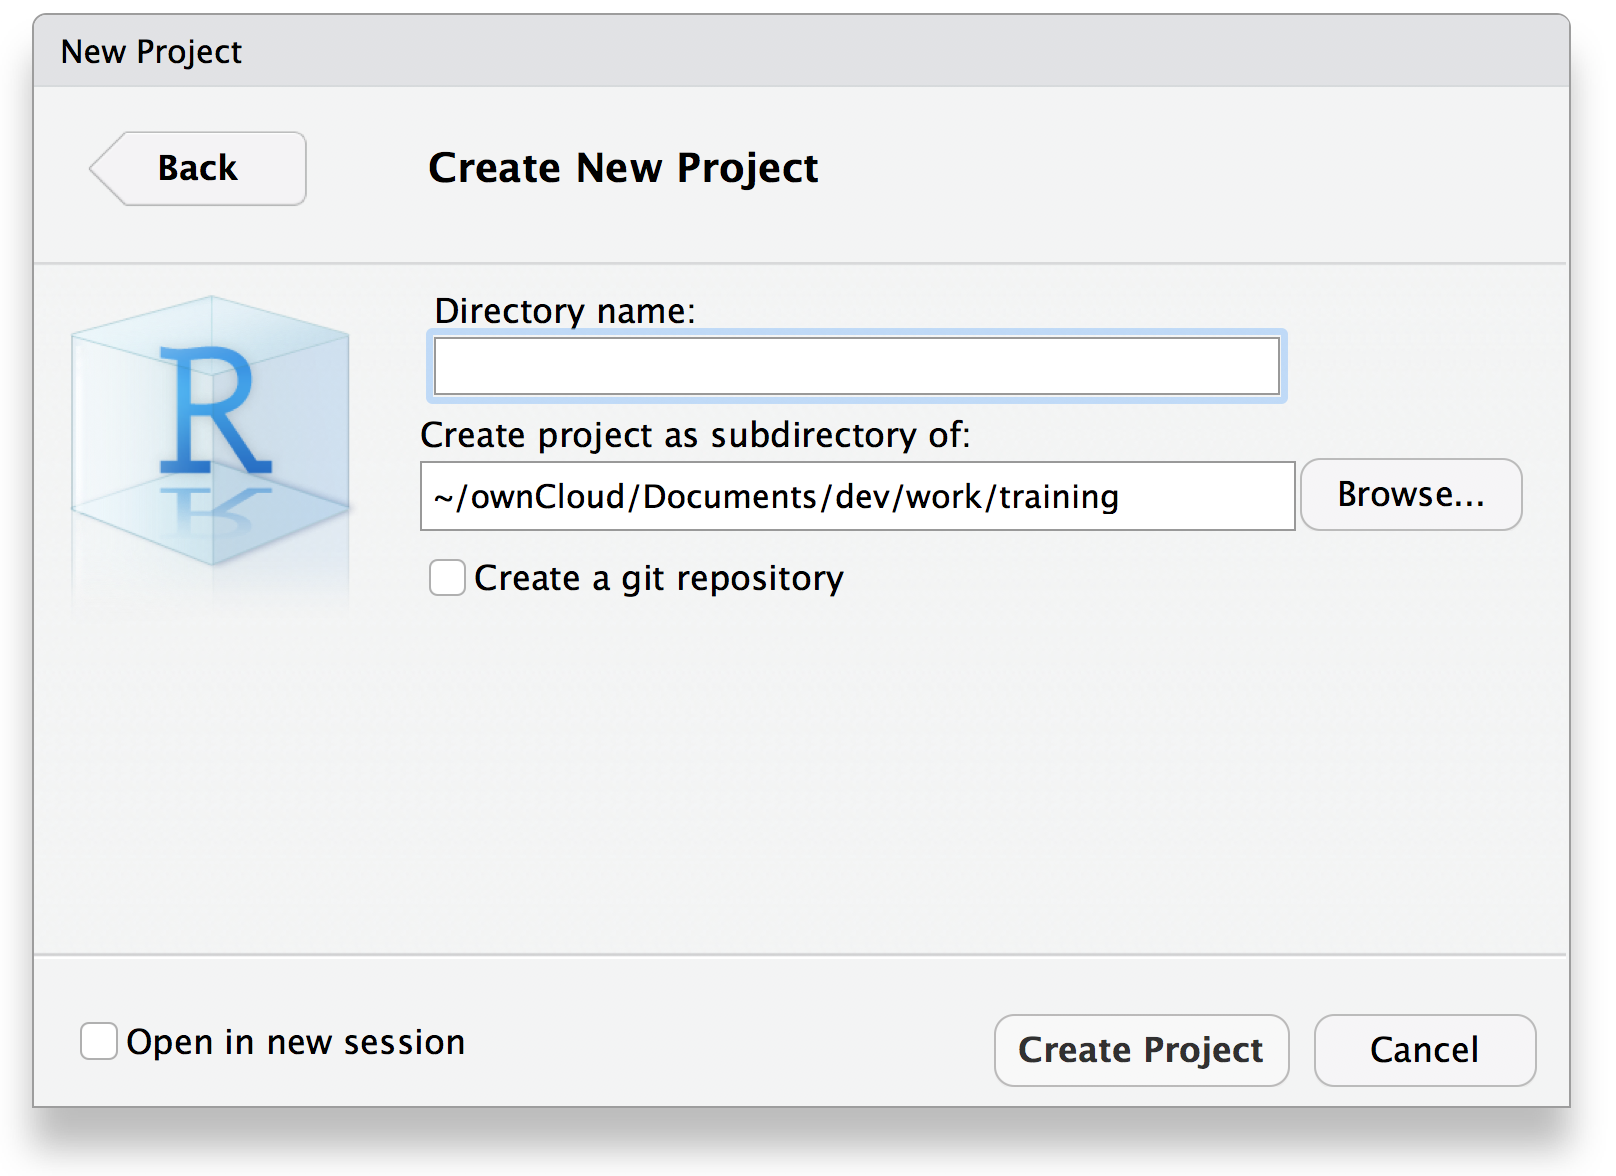 New Project
Back
Create New Project
R
Directory name:
Create project as subdirectory of:
~/ownCloud/Documents/dev/work/training
Browse...
Create a git repository
Open in new session
Create Project
Cancel